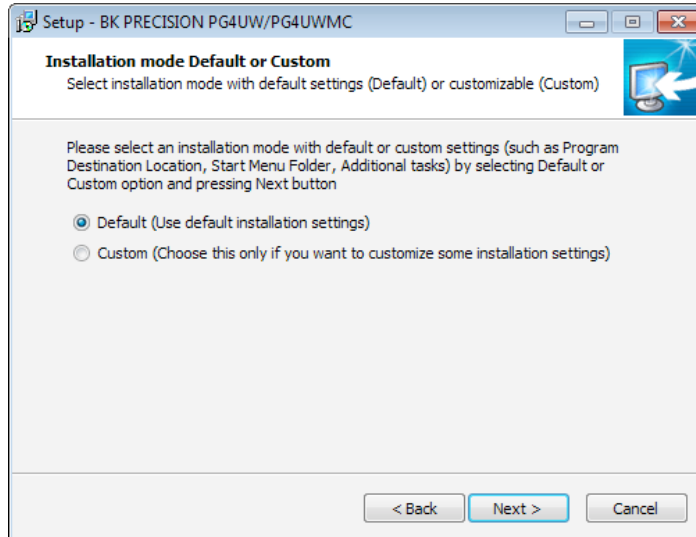 Setup - BK PRECISION PG4UW/PG4UWMC
Installation mode Default or Custom
Select installation mode with default settings (Default) or customizable (Custom)
Please select an installation mode with default or custom settings (such as Program
Destination Location, Start Menu Folder, Additional tasks) by selecting Default or
Custom option and pressing Next button
Default (Use default installation settings)
Custom (Choose this only if you want to customize some installation settings)
< Back
Next >
Cancel